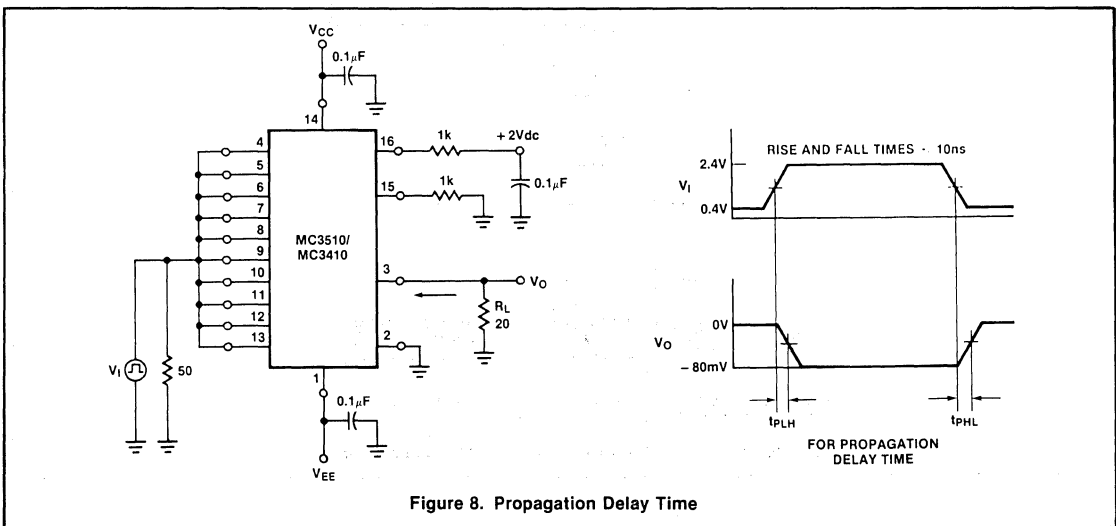 VCC
0.1μF
14
4
5
6
7
8
9
10
11
12
13
16
1k
+2Vdc
0.1μF
15
1k
MC3510/
MC3410
3
VO
RL
20
2
VI
50
1
0.1μF
VEE
RISE AND FALL TIMES - 10ns
2.4V
VI
0.4V
0V
VO
-80mV
tPLH
tPHL
FOR PROPAGATION
DELAY TIME
Figure 8. Propagation Delay Time